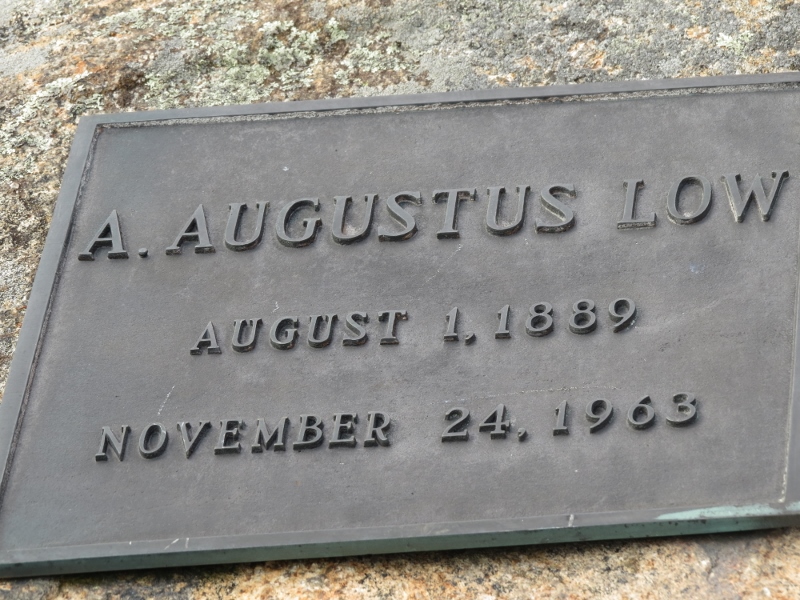 A. AUGUSTUS LOW
AUGUST 1, 1889
NOVEMBER 24, 1963